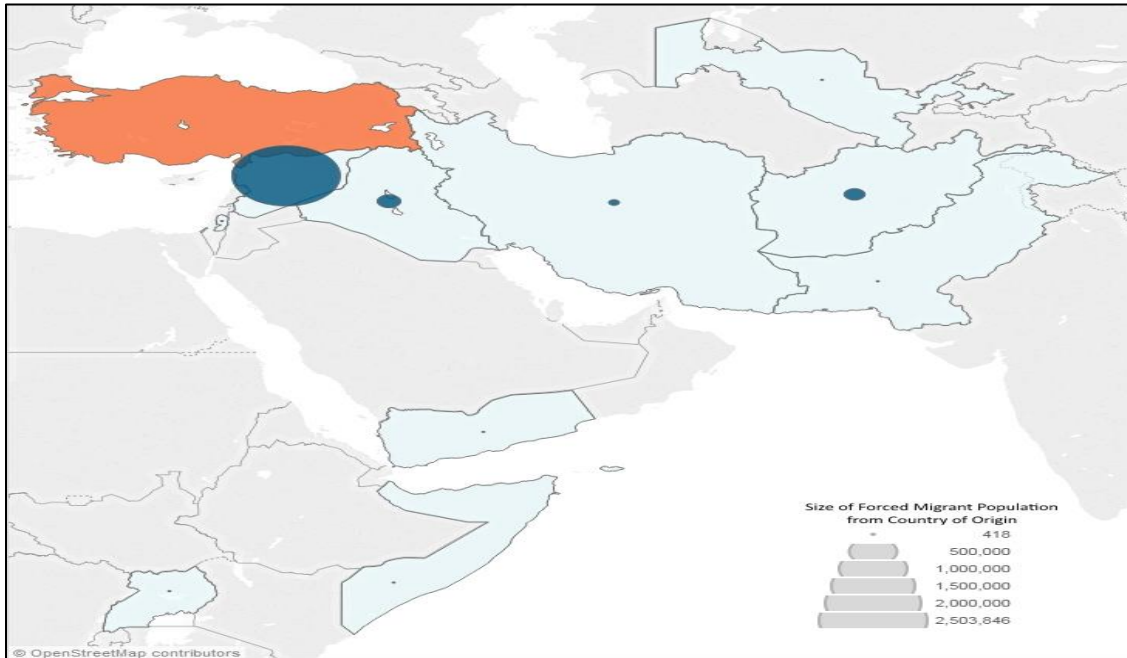 Size of Forced Migrant Population
from Country of Origin
418
500,000
1,000,000
1,500,000
2,000,000
2,503,846
© OpenStreetMap contributors